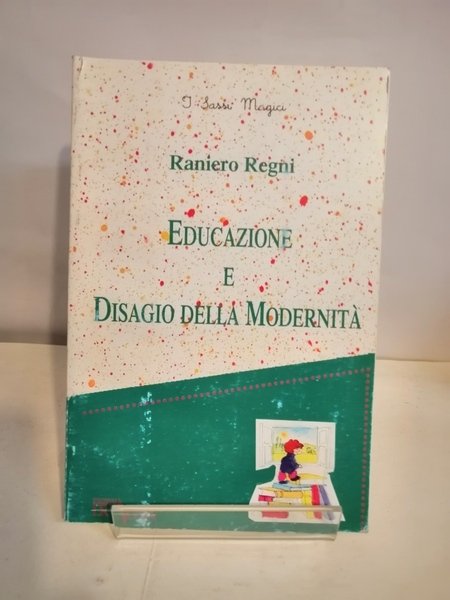 I Sassi Magici
Raniero Regni
EDUCAZIONE
E
DISAGIO DELLA MODERNITÀ